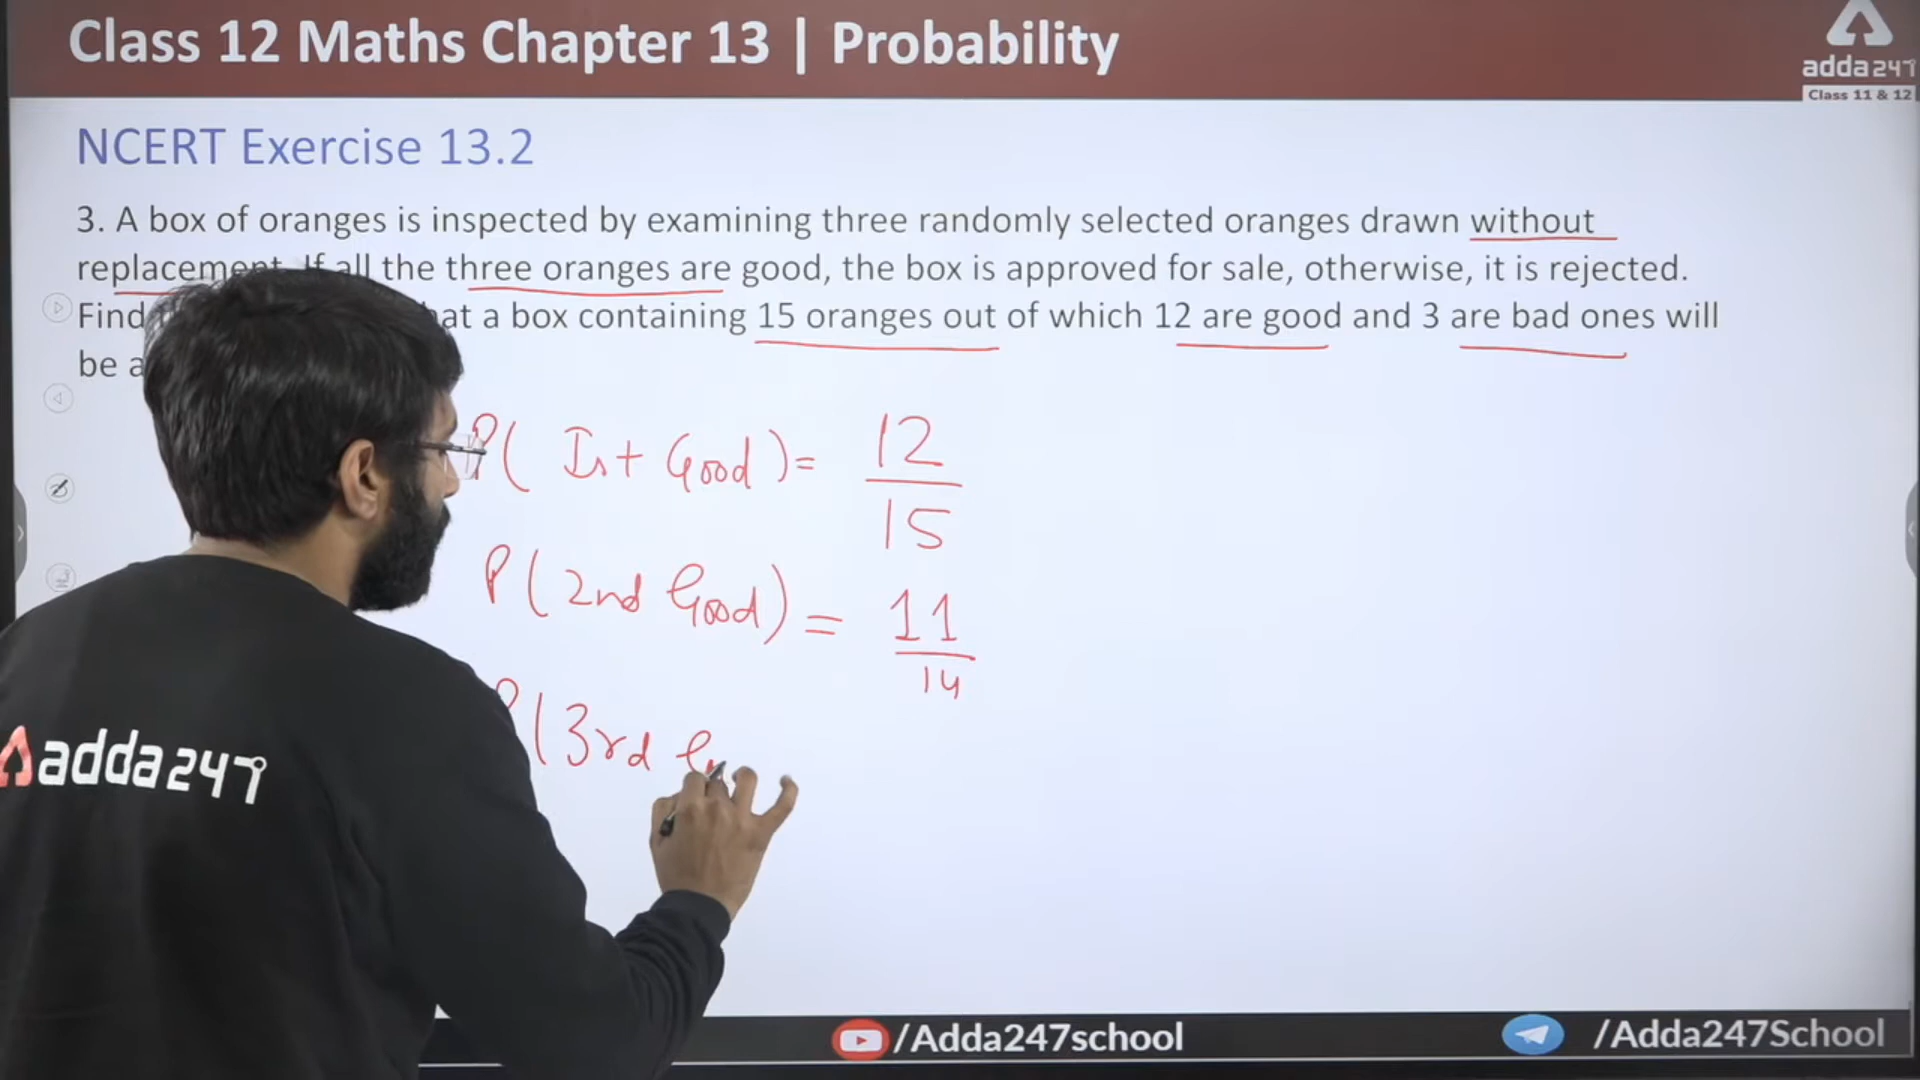 Class 12 Maths Chapter 13 | Probability
adda247
Class 11 & 12
NCERT Exercise 13.2
3. A box of oranges is inspected by examining three randomly selected oranges drawn without
replacement. If all the three oranges are good, the box is approved for sale, otherwise, it is rejected.
Find at a box containing 15 oranges out of which 12 are good and 3 are bad ones will
be a
P( Ist Good ) = 12/15
P( 2nd Good ) = 11/14
P( 3rd
adda247
/Adda247school
/Adda247School